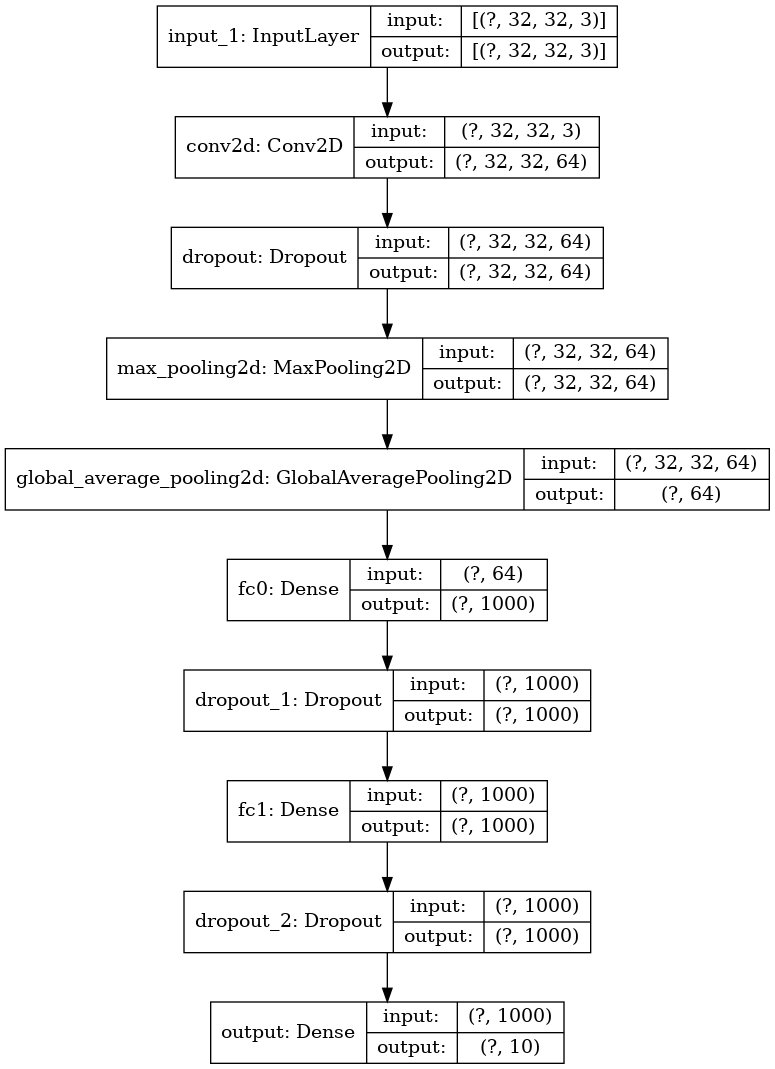 input_1: InputLayer
input: [(?, 32, 32, 3)]
output: [(?, 32, 32, 3)]
conv2d: Conv2D
input: (?, 32, 32, 3)
output: (?, 32, 32, 64)
dropout: Dropout
input: (?, 32, 32, 64)
output: (?, 32, 32, 64)
max_pooling2d: MaxPooling2D
input: (?, 32, 32, 64)
output: (?, 32, 32, 64)
global_average_pooling2d: GlobalAveragePooling2D
input: (?, 32, 32, 64)
output: (?, 64)
fc0: Dense
input: (?, 64)
output: (?, 1000)
dropout_1: Dropout
input: (?, 1000)
output: (?, 1000)
fc1: Dense
input: (?, 1000)
output: (?, 1000)
dropout_2: Dropout
input: (?, 1000)
output: (?, 1000)
output: Dense
input: (?, 1000)
output: (?, 10)